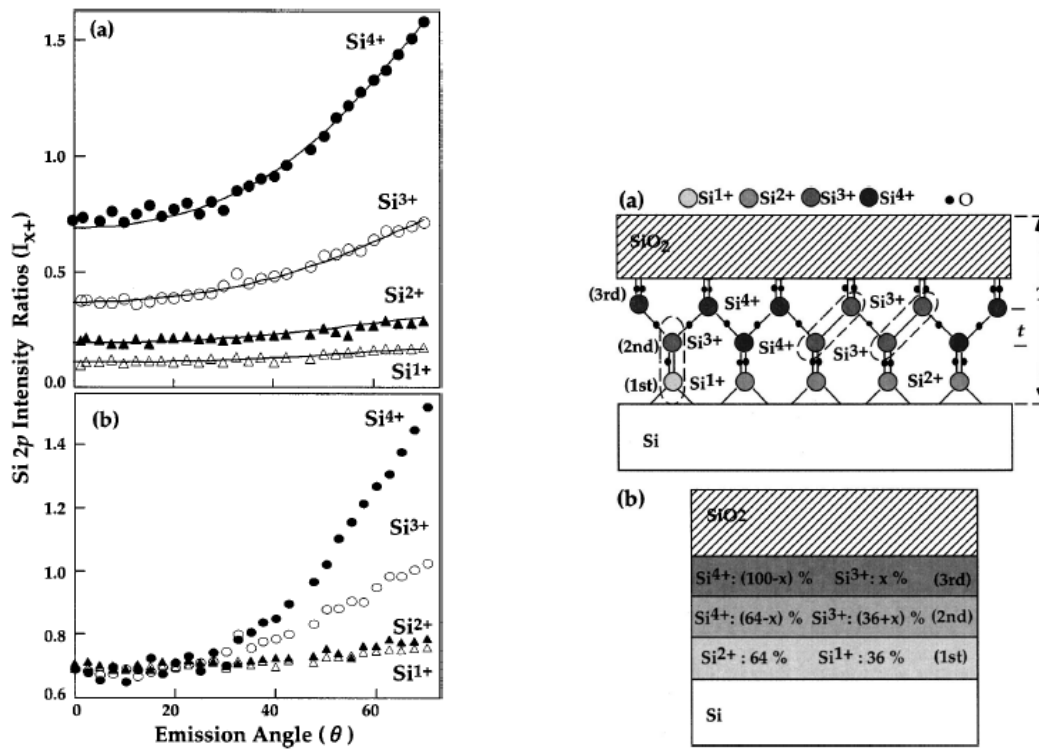 (a)
Si4+
Si3+
Si2+
Si1+
1.5
1.0
0.5
0.0
(b)
Si4+
Si3+
Si2+
Si1+
1.6
1.4
1.2
1.0
0.8
0.6
0
20
40
60
Emission Angle (θ)
Si 2p Intensity Ratios (Ix+)
(a)
Si1+ Si2+ Si3+ Si4+ O
SiO2
(3rd) Si4+ Si3+
t
(2nd) Si3+ Si4+ Si3+
(1st) Si1+ Si2+
Si
(b)
SiO2
Si4+: (100-x) % Si3+: x % (3rd)
Si4+: (64-x) % Si3+: (36+x) % (2nd)
Si2+ : 64 % Si1+ : 36 % (1st)
Si